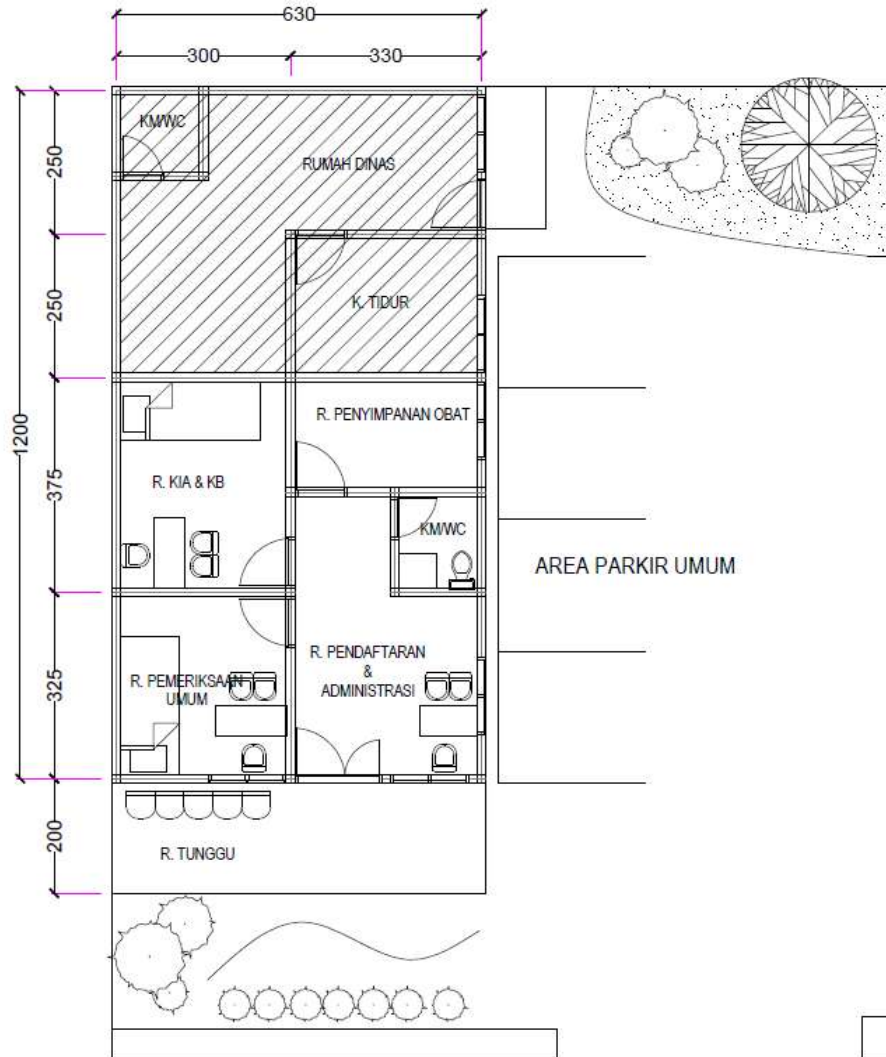 630
300
330
KM/WC
RUMAH DINAS
250
K. TIDUR
250
R. PENYIMPANAN OBAT
1200
375
R. KIA & KB
KM/WC
AREA PARKIR UMUM
R. PENDAFTARAN
&
ADMINISTRASI
325
R. PEMERIKSAAN
UMUM
200
R. TUNGGU